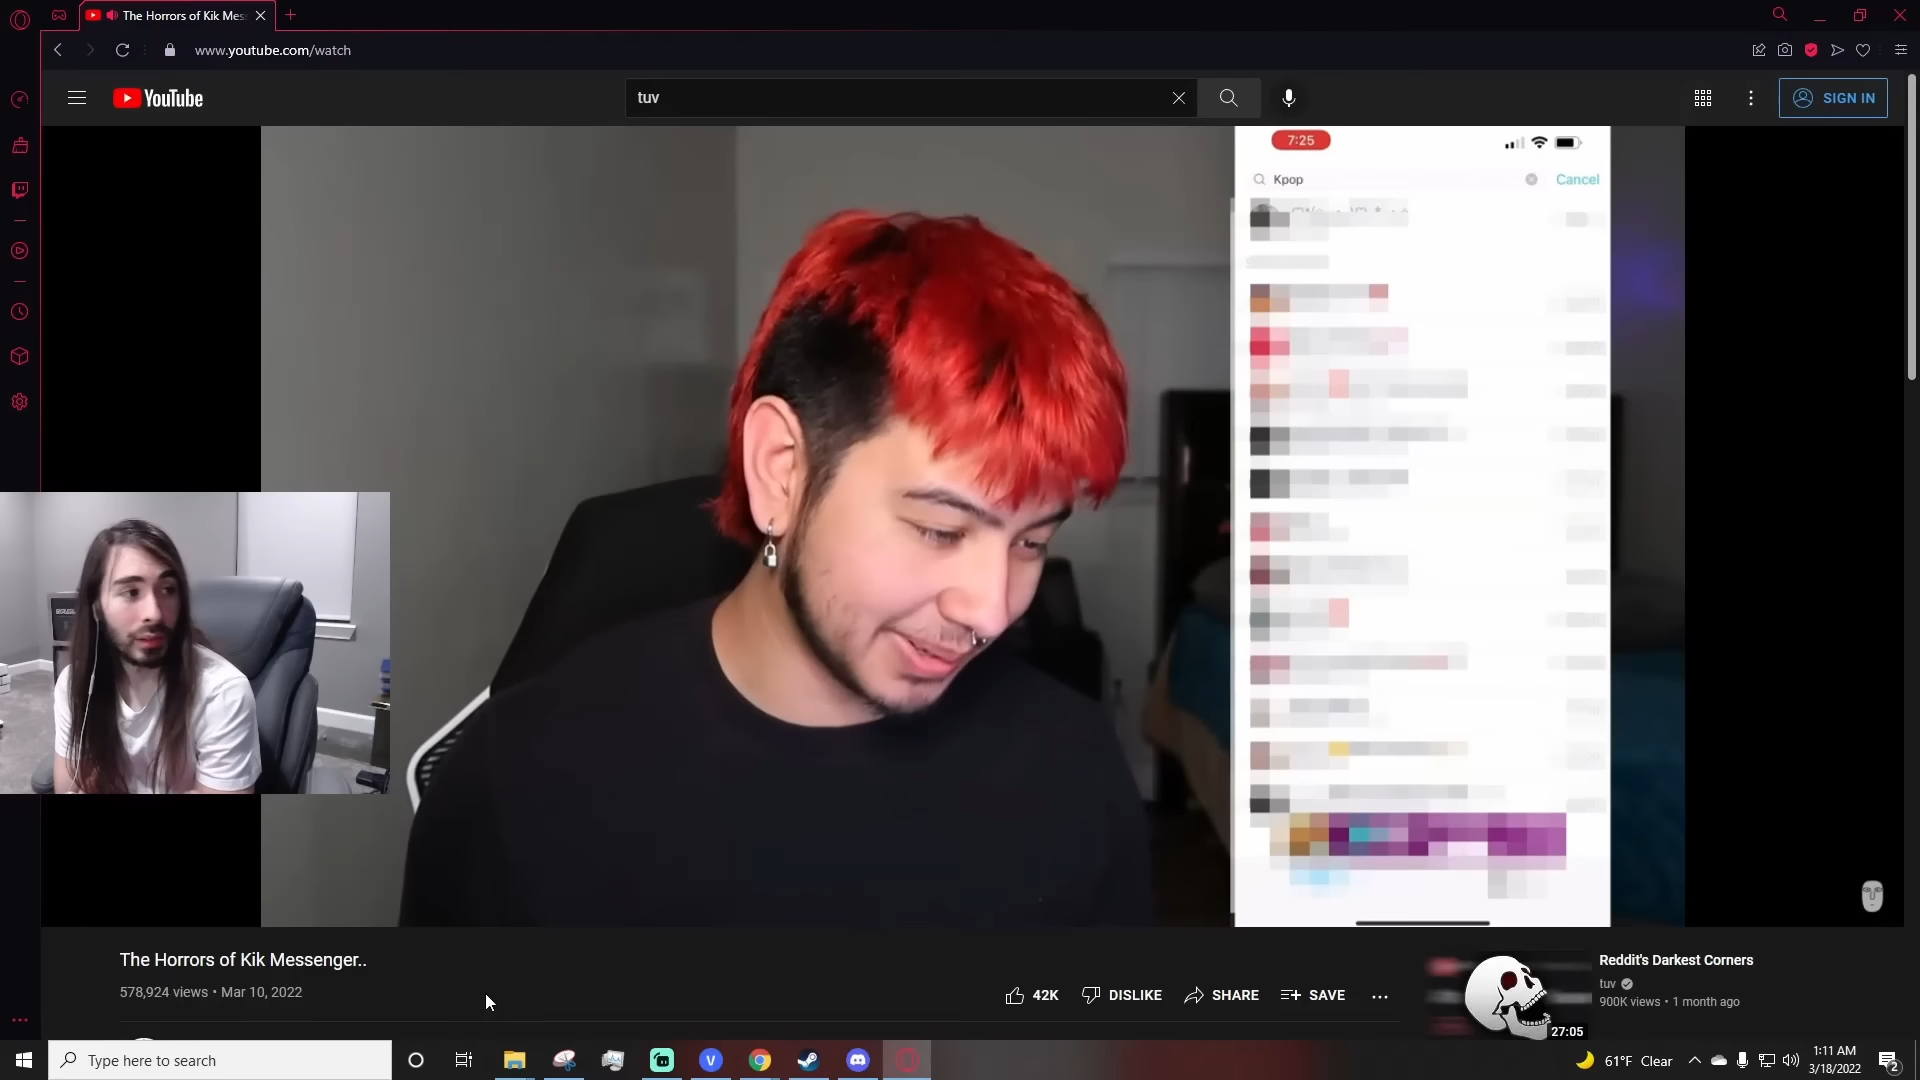 The Horrors of Kik Mes
www.youtube.com/watch
YouTube
tuv
SIGN IN
7:25
Kpop
Cancel
The Horrors of Kik Messenger..
578,924 views • Mar 10, 2022
42K
DISLIKE
SHARE
SAVE
Reddit's Darkest Corners
tuv
900K views • 1 month ago
27:05
Type here to search
61°F Clear
1:11 AM
3/18/2022
2